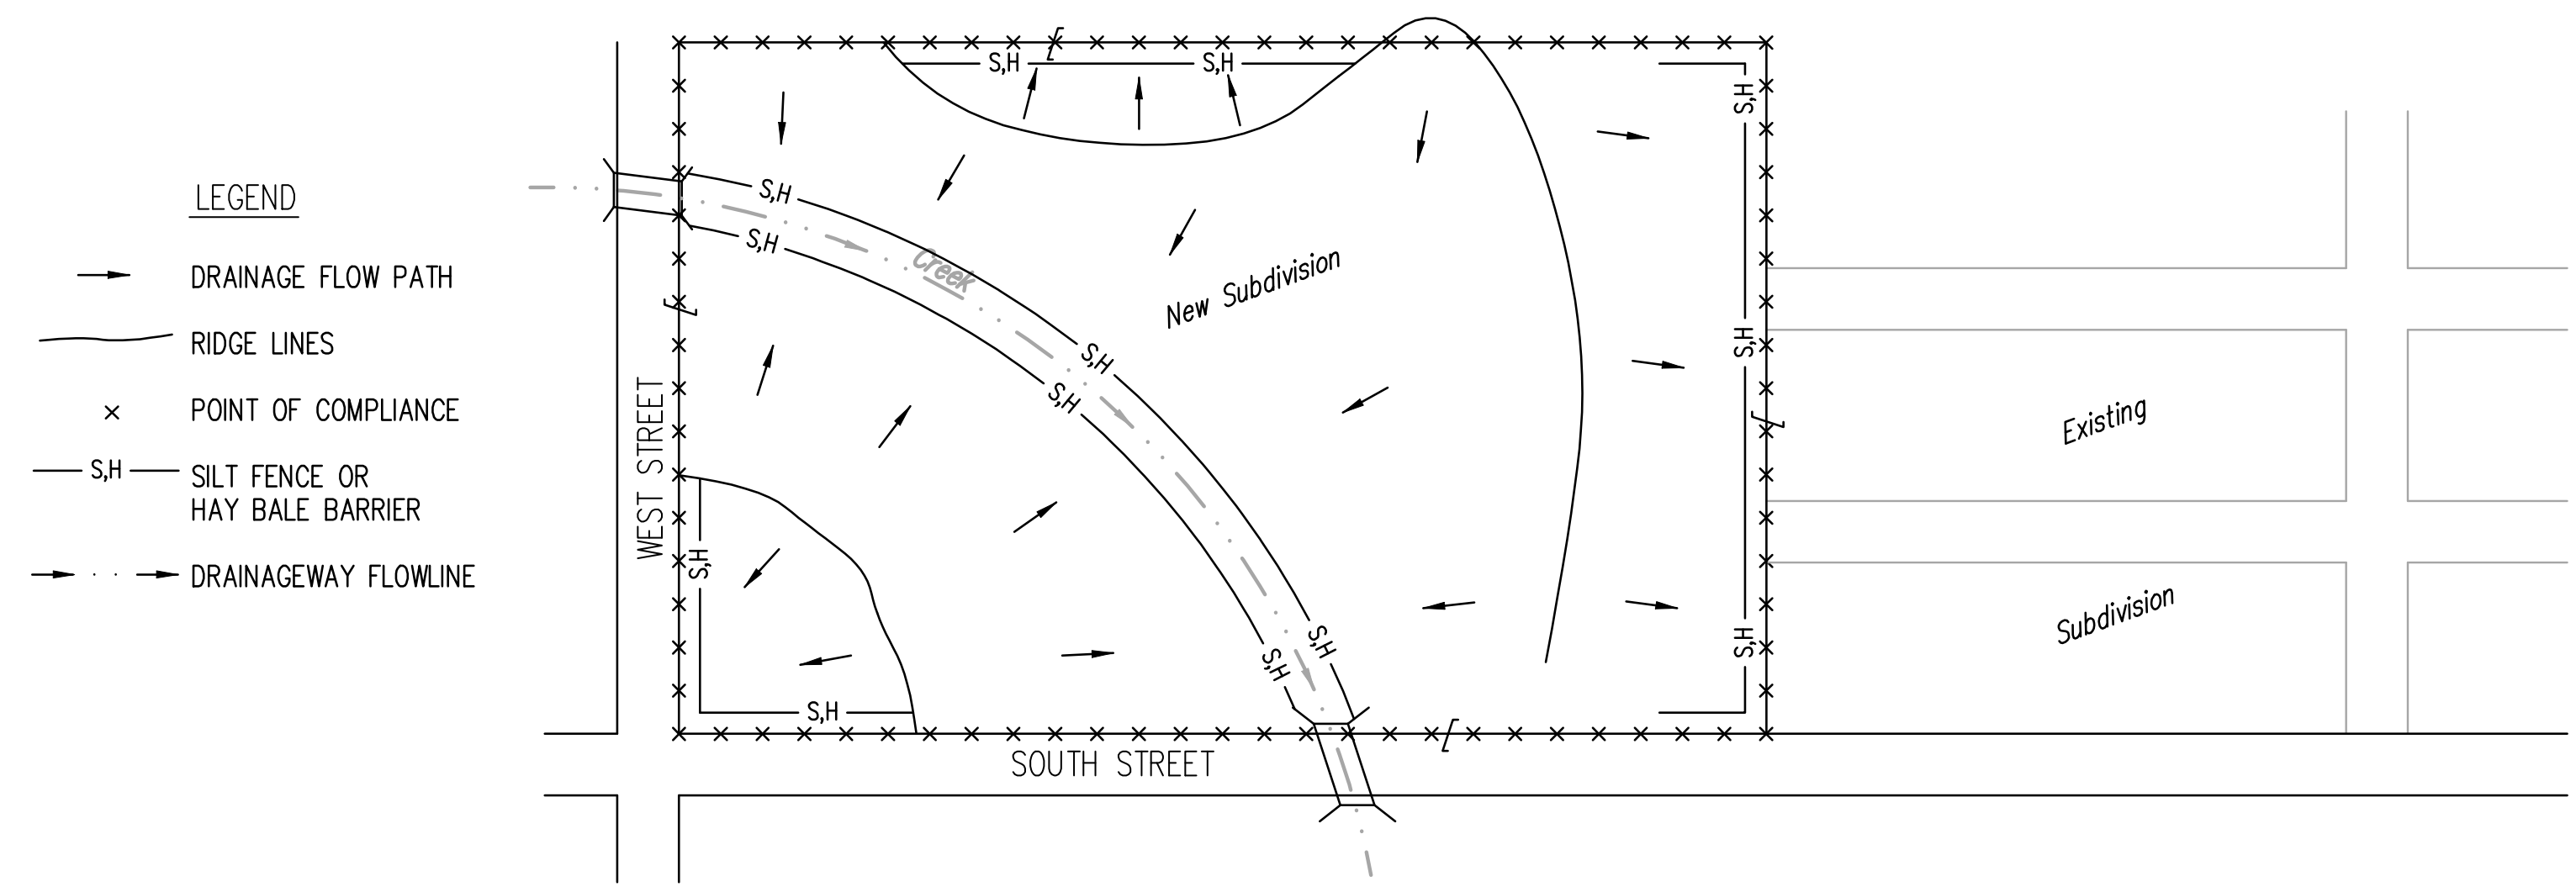 LEGEND
DRAINAGE FLOW PATH
RIDGE LINES
× POINT OF COMPLIANCE
S,H SILT FENCE OR
HAY BALE BARRIER
DRAINAGEWAY FLOWLINE
S,H
S,H
S,H
S,H
S,H
Creek
New Subdivision
S,H
S,H
S,H
WEST STREET
Existing
S,H
Subdivision
S,H
S,H
S,H
S,H
SOUTH STREET